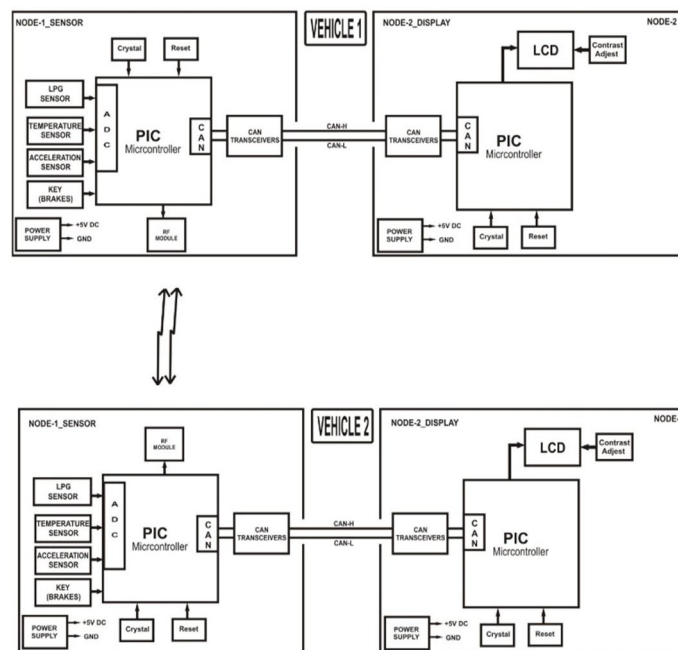 NODE-1_SENSOR
VEHICLE 1
NODE-2_DISPLAY
NODE-2
Crystal
Reset
LCD
Contrast
Adjest
LPG
SENSOR
TEMPERATURE
SENSOR
ACCELERATION
SENSOR
KEY
(BRAKES)
A
D
C
PIC
Micrcontroller
C
A
N
CAN
TRANSCEIVERS
CAN-H
CAN-L
CAN
TRANSCEIVERS
C
A
N
PIC
Micrcontroller
POWER
SUPPLY
+5V DC
GND
RF
MODULE
POWER
SUPPLY
+5V DC
GND
Crystal
Reset
NODE-1_SENSOR
VEHICLE 2
NODE-2_DISPLAY
NODE-
RF
MODULE
LCD
Contrast
Adjest
LPG
SENSOR
TEMPERATURE
SENSOR
ACCELERATION
SENSOR
KEY
(BRAKES)
A
D
C
PIC
Micrcontroller
C
A
N
CAN
TRANSCEIVERS
CAN-H
CAN-L
CAN
TRANSCEIVERS
C
A
N
PIC
Micrcontroller
POWER
SUPPLY
+5V DC
GND
Crystal
Reset
POWER
SUPPLY
+5V DC
GND
Crystal
Reset